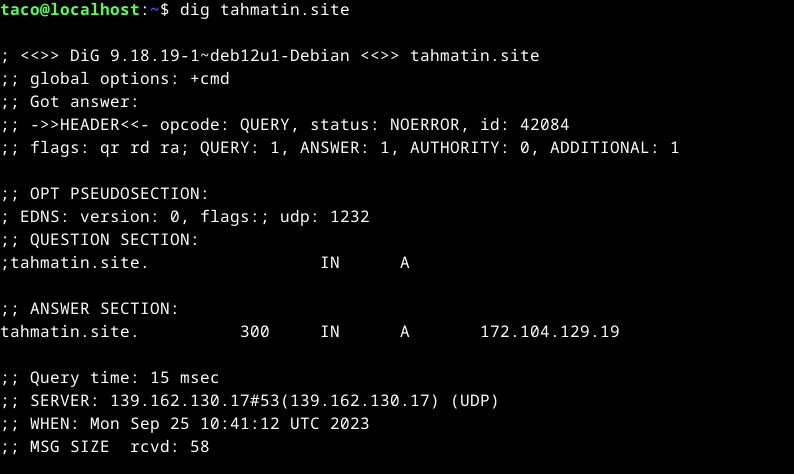 taco@localhost:~$ dig tahmatin.site
; <<>> DiG 9.18.19-1~deb12u1-Debian <<>> tahmatin.site
;; global options: +cmd
;; Got answer:
;; ->>HEADER<<- opcode: QUERY, status: NOERROR, id: 42084
;; flags: qr rd ra; QUERY: 1, ANSWER: 1, AUTHORITY: 0, ADDITIONAL: 1
;; OPT PSEUDOSECTION:
; EDNS: version: 0, flags:; udp: 1232
;; QUESTION SECTION:
;tahmatin.site. IN A
;; ANSWER SECTION:
tahmatin.site. 300 IN A 172.104.129.19
;; Query time: 15 msec
;; SERVER: 139.162.130.17#53(139.162.130.17) (UDP)
;; WHEN: Mon Sep 25 10:41:12 UTC 2023
;; MSG SIZE  rcvd: 58